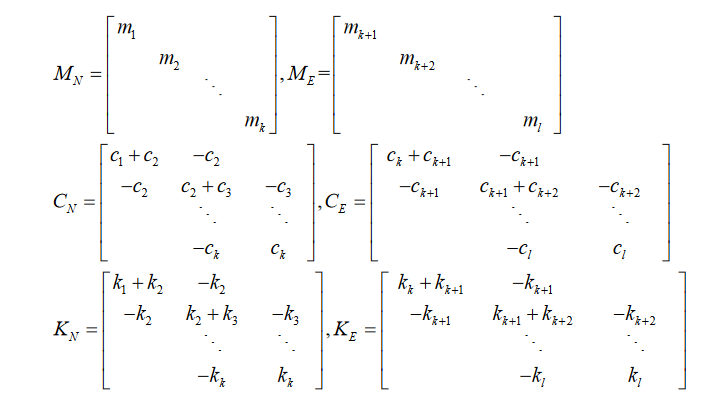 M_N = [ m_1 ; m_2 ; ⋱ ; m_k ] , M_E = [ m_{k+1} ; m_{k+2} ; ⋱ ; m_l ]
C_N = [ c_1 + c_2  −c_2 ; −c_2  c_2 + c_3  −c_3 ; ⋱  ⋱ ; −c_k  c_k ] , C_E = [ c_k + c_{k+1}  −c_{k+1} ; −c_{k+1}  c_{k+1} + c_{k+2}  −c_{k+2} ; ⋱  ⋱ ; −c_l  c_l ]
K_N = [ k_1 + k_2  −k_2 ; −k_2  k_2 + k_3  −k_3 ; ⋱  ⋱ ; −k_k  k_k ] , K_E = [ k_k + k_{k+1}  −k_{k+1} ; −k_{k+1}  k_{k+1} + k_{k+2}  −k_{k+2} ; ⋱  ⋱ ; −k_l  k_l ]